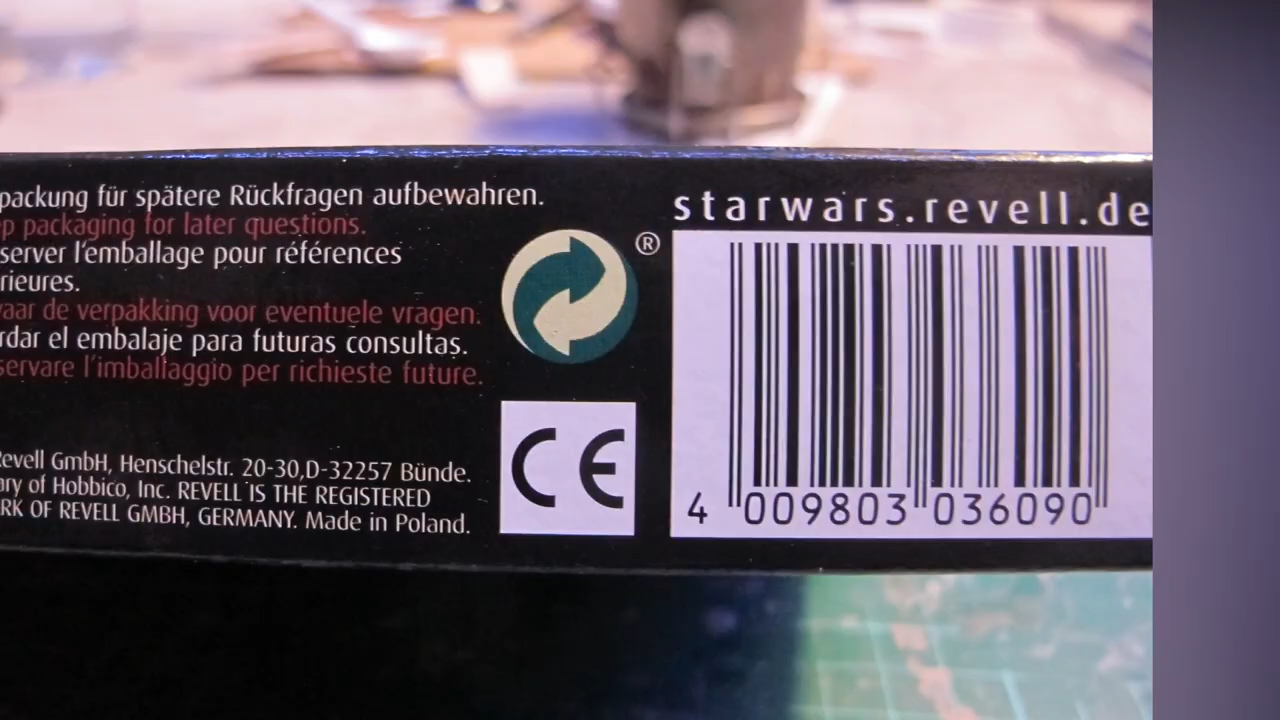 packung für spätere Rückfragen aufbewahren.
packaging for later questions.
server l'emballage pour références
rieures.
aar de verpakking voor eventuele vragen.
rdar el embalaje para futuras consultas.
servare l'imballaggio per richieste future.
evell GmbH, Henschelstr. 20-30,D-32257 Bünde.
ary of Hobbico, Inc. REVELL IS THE REGISTERED
RK OF REVELL GMBH, GERMANY. Made in Poland.
®
CE
starwars.revell.de
4 009803 036090